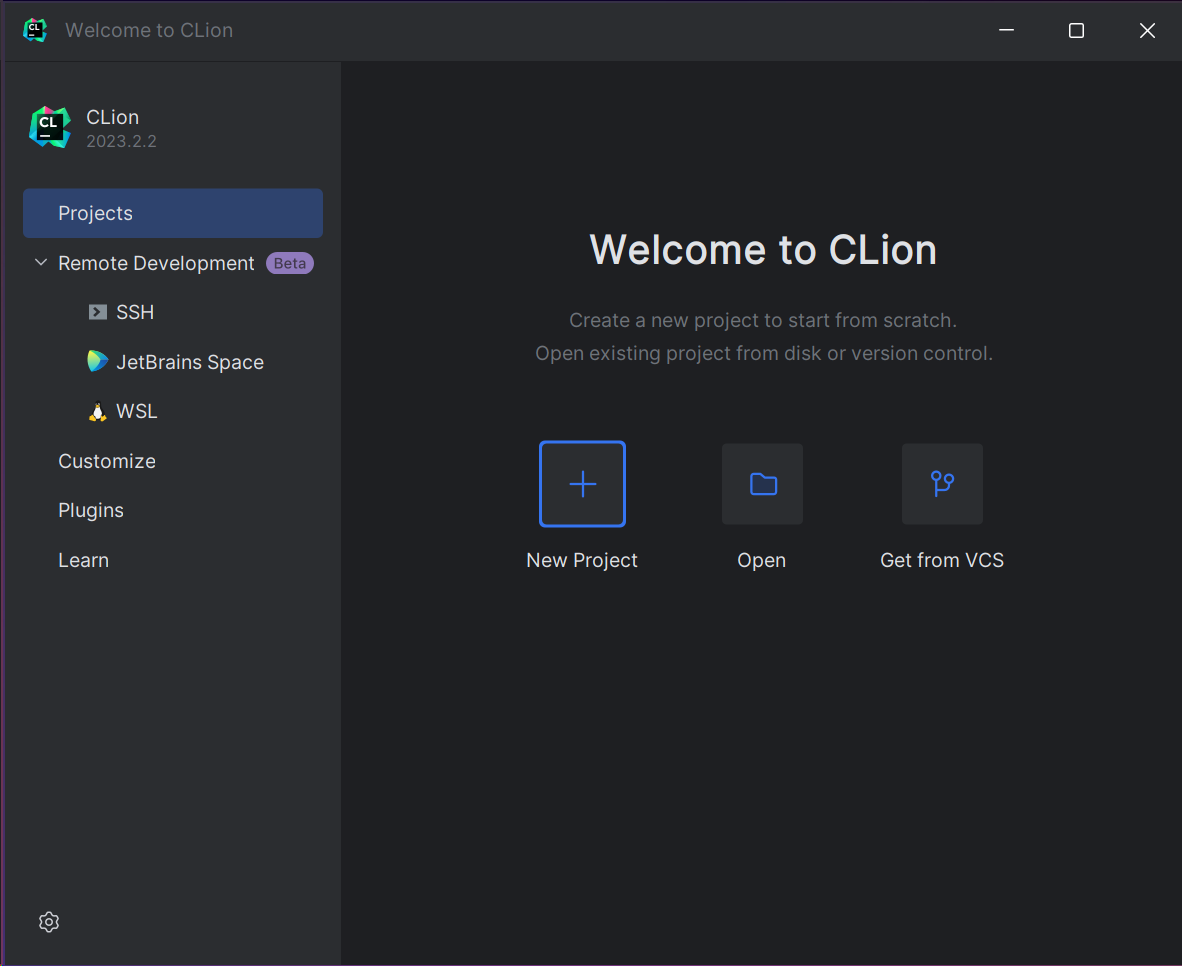 CL
Welcome to CLion
CL
CLion
2023.2.2
Projects
Remote Development Beta
SSH
JetBrains Space
WSL
Customize
Plugins
Learn
Welcome to CLion
Create a new project to start from scratch.
Open existing project from disk or version control.
New Project
Open
Get from VCS